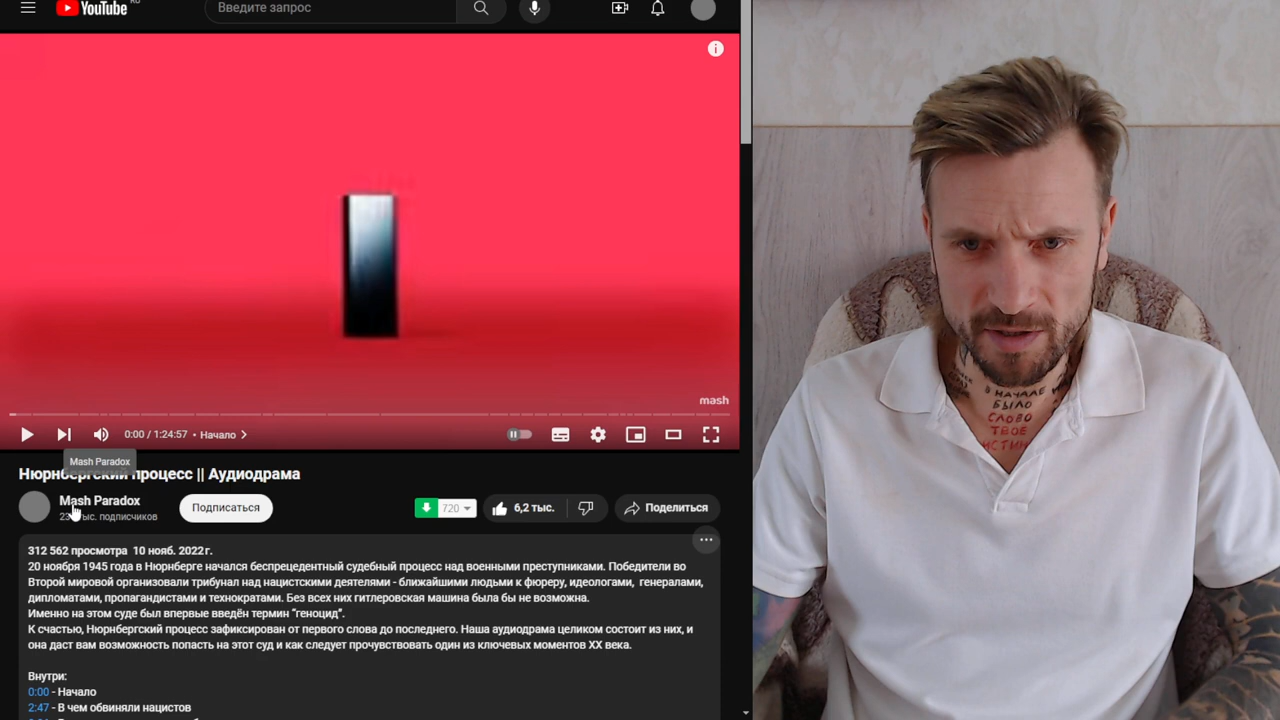 YouTube
RU
Введите запрос
mash
0:00 / 1:24:57 • Начало
Mash Paradox
Нюрнбергский процесс || Аудиодрама
Mash Paradox
тыс. подписчиков
Подписаться
720
6,2 тыс.
Поделиться
312 562 просмотра 10 нояб. 2022 г.
20 ноября 1945 года в Нюрнберге начался беспрецедентный судебный процесс над военными преступниками. Победители во
Второй мировой организовали трибунал над нацистскими деятелями - ближайшими людьми к фюреру, идеологами, генералами,
дипломатами, пропагандистами и технократами. Без всех них гитлеровская машина была бы не возможна.
Именно на этом суде был впервые введён термин "геноцид".
К счастью, Нюрнбергский процесс зафиксирован от первого слова до последнего. Наша аудиодрама целиком состоит из них, и
она даст вам возможность попасть на этот суд и как следует прочувствовать один из ключевых моментов XX века.
Внутри:
0:00 - Начало
2:47 - В чем обвиняли нацистов
В НАЧАЛЕ
БЫЛО
СЛОВО
ТВОЕ
ИСТИН